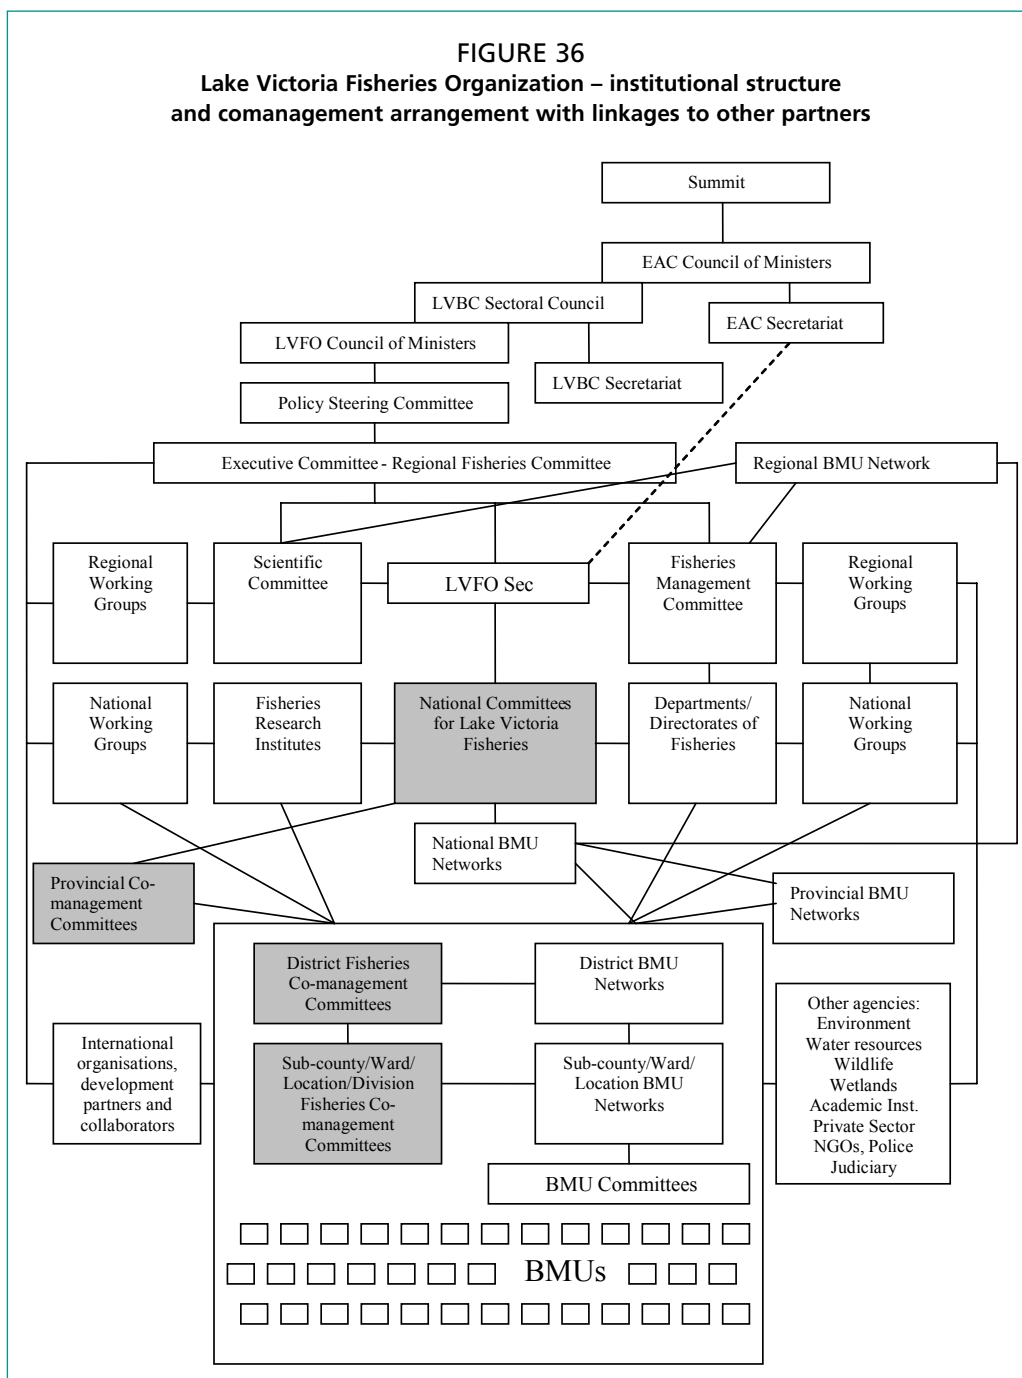 FIGURE 36
Lake Victoria Fisheries Organization – institutional structure
and comanagement arrangement with linkages to other partners
Summit
EAC Council of Ministers
LVBC Sectoral Council
EAC Secretariat
LVFO Council of Ministers
LVBC Secretariat
Policy Steering Committee
Executive Committee - Regional Fisheries Committee
Regional BMU Network
Regional
Working
Groups
Scientific
Committee
LVFO Sec
Fisheries
Management
Committee
Regional
Working
Groups
National
Working
Groups
Fisheries
Research
Institutes
National Committees
for Lake Victoria
Fisheries
Departments/
Directorates of
Fisheries
National
Working
Groups
National BMU
Networks
Provincial Co-
management
Committees
Provincial BMU
Networks
District Fisheries
Co-management
Committees
District BMU
Networks
International
organisations,
development
partners and
collaborators
Sub-county/Ward/
Location/Division
Fisheries Co-
management
Committees
Sub-county/Ward/
Location BMU
Networks
Other agencies:
Environment
Water resources
Wildlife
Wetlands
Academic Inst.
Private Sector
NGOs, Police
Judiciary
BMU Committees
BMUs